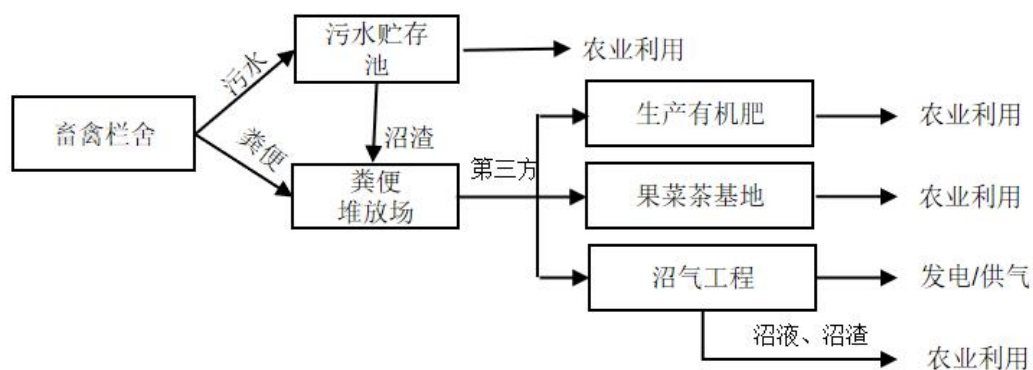 污水贮存
池
农业利用
污水
畜禽栏舍
粪便
沼渣
粪便
堆放场
第三方
生产有机肥
农业利用
果菜茶基地
农业利用
沼气工程
发电/供气
沼液、沼渣
农业利用